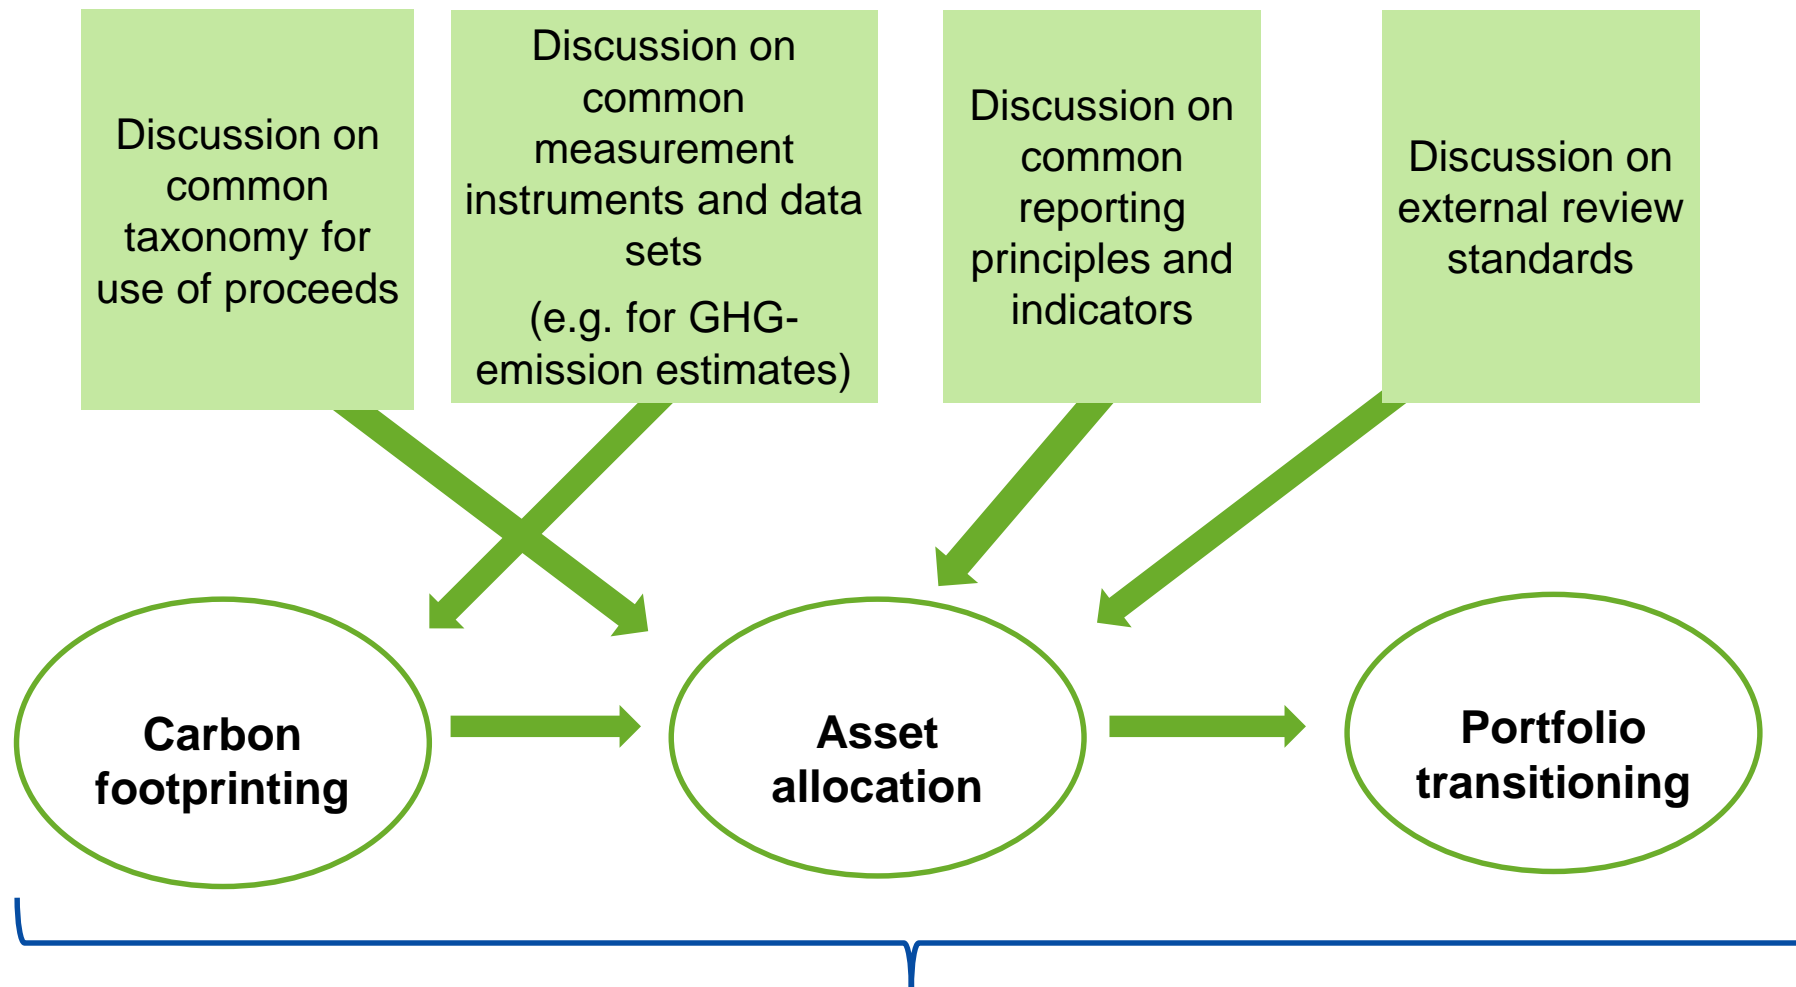 Discussion on
common
taxonomy for
use of proceeds
Discussion on
common
measurement
instruments and data
sets
(e.g. for GHG-
emission estimates)
Discussion on
common
reporting
principles and
indicators
Discussion on
external review
standards
Carbon
footprinting
Asset
allocation
Portfolio
transitioning